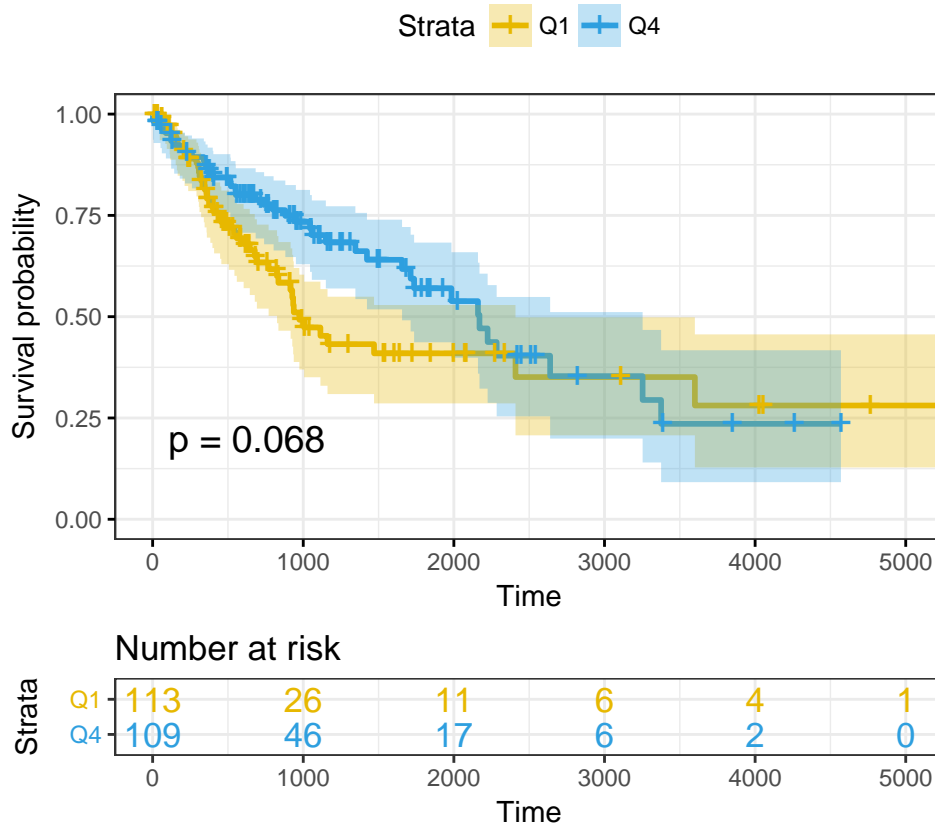 Strata Q1 Q4
1.00
0.75
0.50
0.25
0.00
Survival probability
p = 0.068
0 1000 2000 3000 4000 5000
Time
Number at risk
Strata
Q1 113 26 11 6 4 1
Q4 109 46 17 6 2 0
0 1000 2000 3000 4000 5000
Time